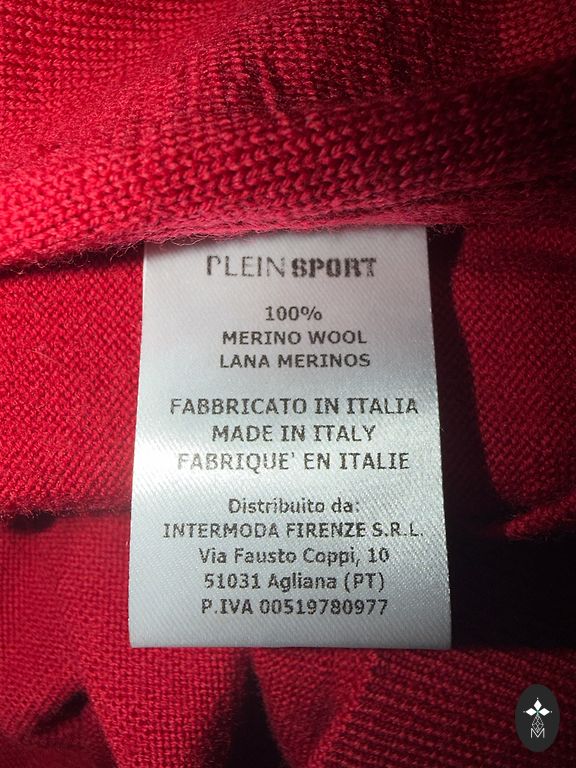 PLEIN SPORT
100%
MERINO WOOL
LANA MERINOS
FABBRICATO IN ITALIA
MADE IN ITALY
FABRIQUE' EN ITALIE
Distribuito da:
INTERMODA FIRENZE S.R.L.
Via Fausto Coppi, 10
51031 Agliana (PT)
P.IVA 00519780977
M